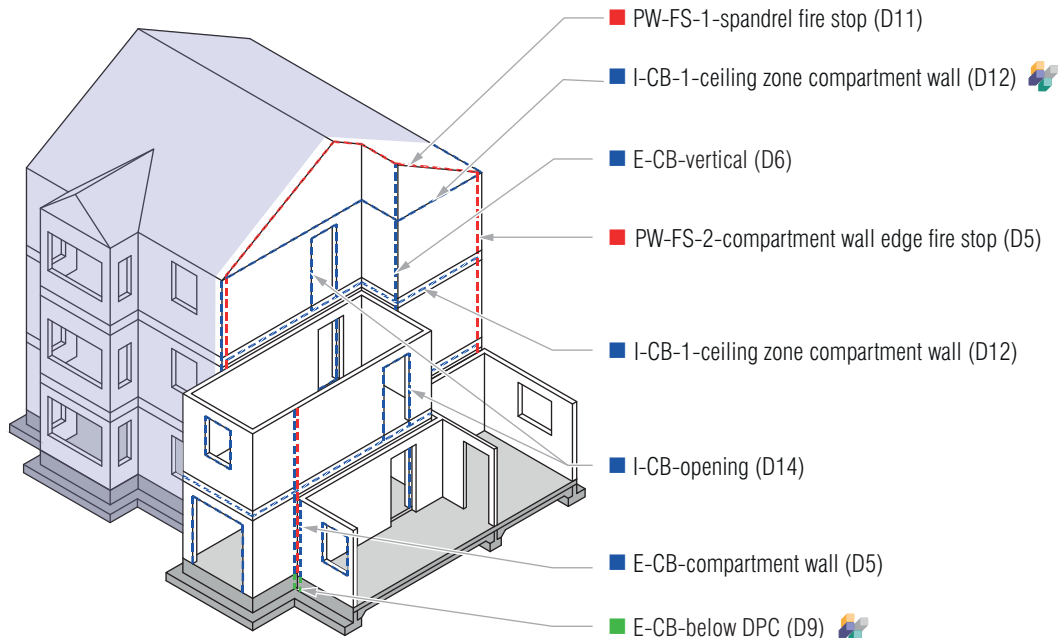 PW-FS-1-spandrel fire stop (D11)
I-CB-1-ceiling zone compartment wall (D12)
E-CB-vertical (D6)
PW-FS-2-compartment wall edge fire stop (D5)
I-CB-1-ceiling zone compartment wall (D12)
I-CB-opening (D14)
E-CB-compartment wall (D5)
E-CB-below DPC (D9)